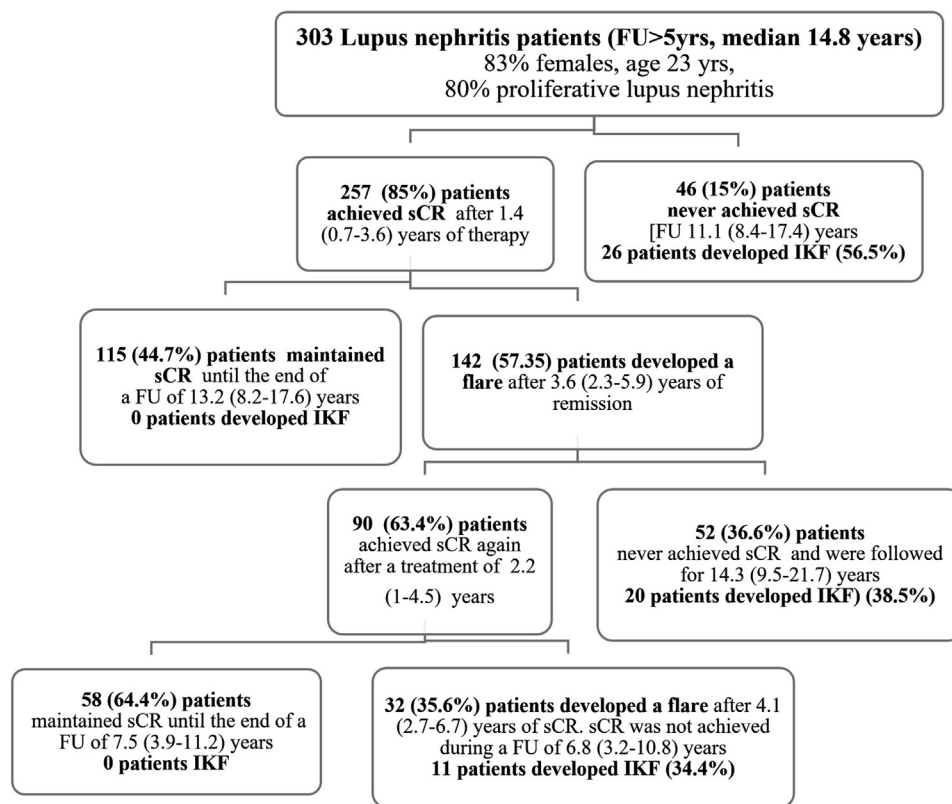 303 Lupus nephritis patients (FU>5yrs, median 14.8 years)
83% females, age 23 yrs,
80% proliferative lupus nephritis
257 (85%) patients
achieved sCR after 1.4
(0.7-3.6) years of therapy
46 (15%) patients
never achieved sCR
[FU 11.1 (8.4-17.4) years
26 patients developed IKF (56.5%)
115 (44.7%) patients maintained
sCR until the end of
a FU of 13.2 (8.2-17.6) years
0 patients developed IKF
142 (57.35) patients developed a
flare after 3.6 (2.3-5.9) years of
remission
90 (63.4%) patients
achieved sCR again
after a treatment of 2.2
(1-4.5) years
52 (36.6%) patients
never achieved sCR and were followed
for 14.3 (9.5-21.7) years
20 patients developed IKF) (38.5%)
58 (64.4%) patients
maintained sCR until the end of a
FU of 7.5 (3.9-11.2) years
0 patients IKF
32 (35.6%) patients developed a flare after 4.1
(2.7-6.7) years of sCR. sCR was not achieved
during a FU of 6.8 (3.2-10.8) years
11 patients developed IKF (34.4%)